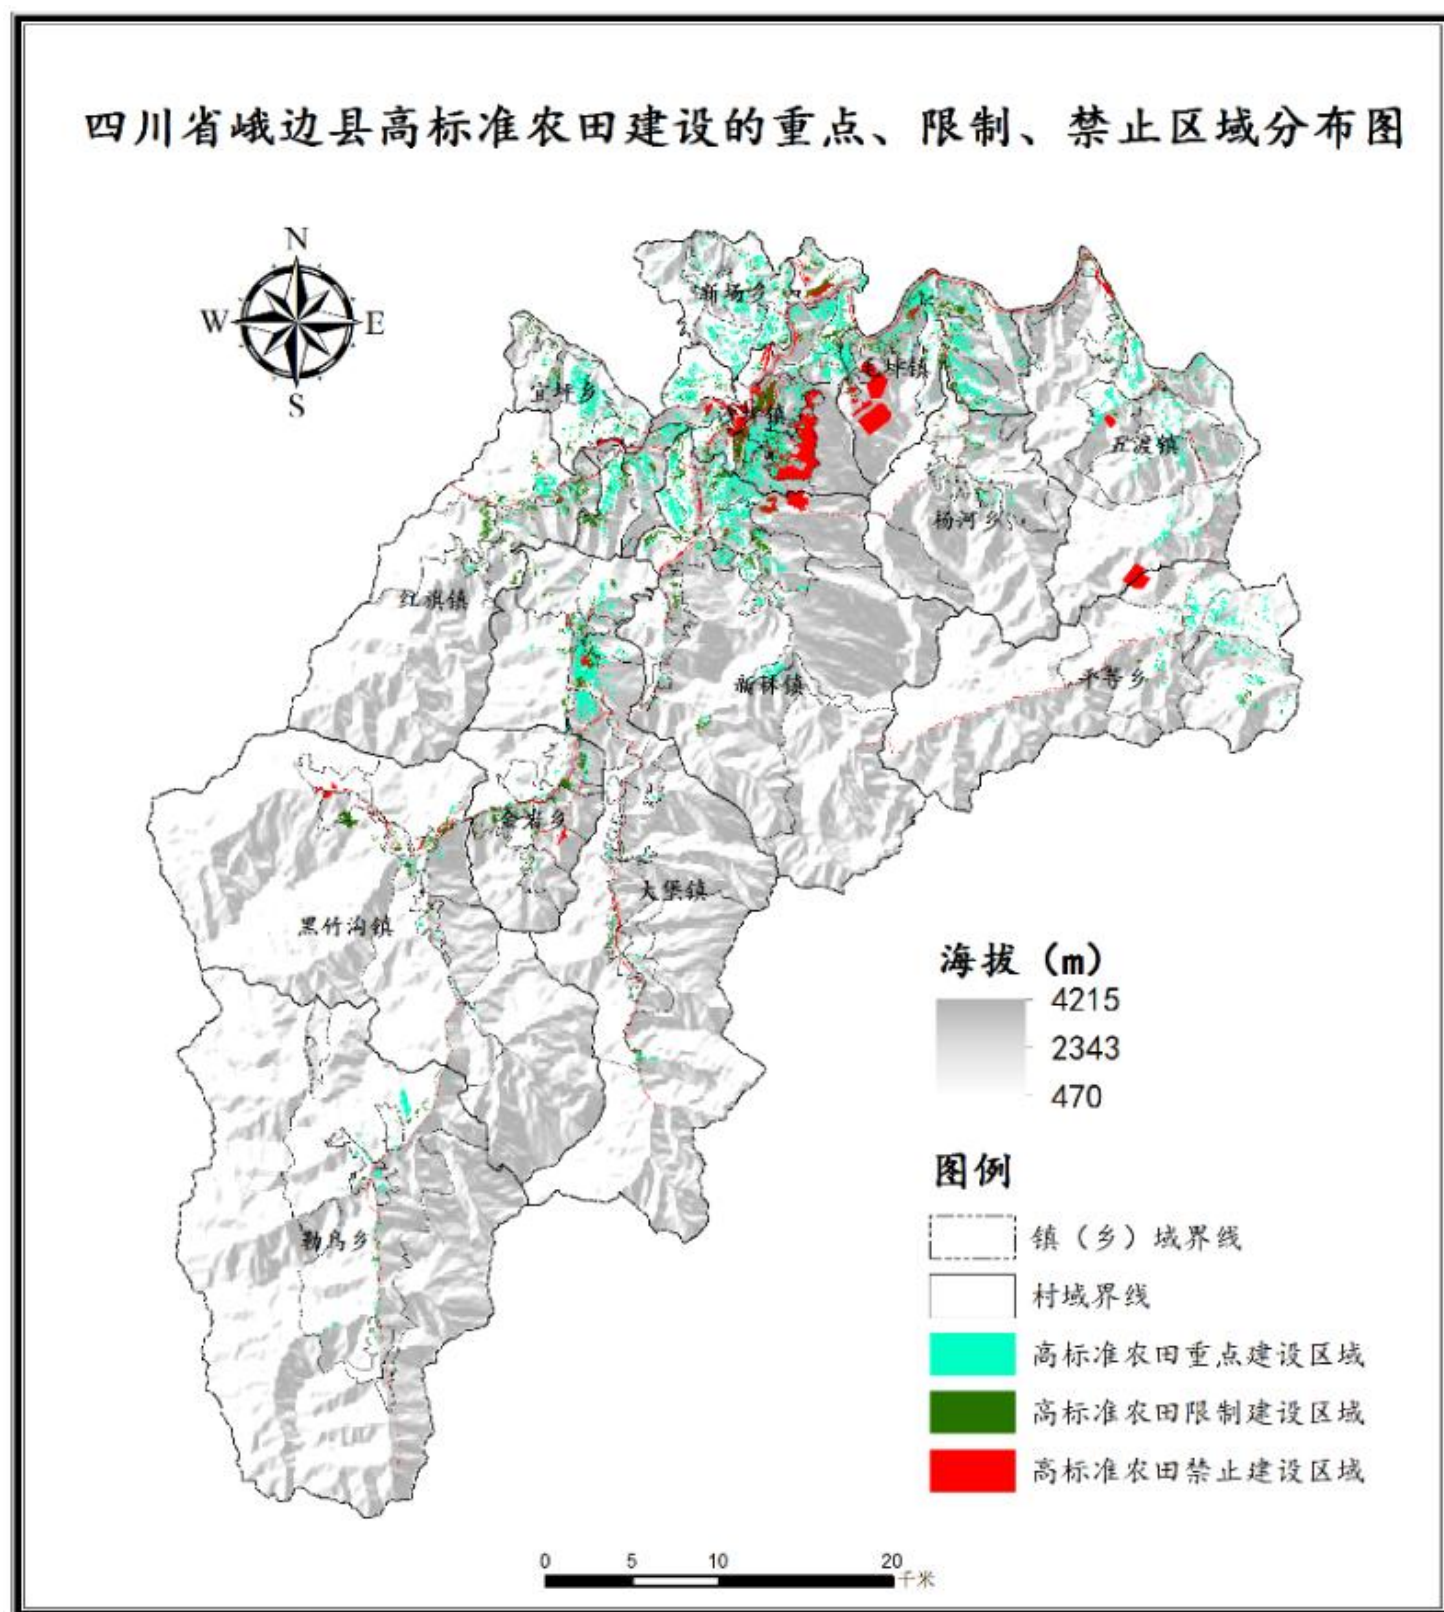 四川省峨边县高标准农田建设的重点、限制、禁止区域分布图
N
W
E
S
新场乡
毛坪镇
宜坪乡
沙坪镇
五渡镇
杨河乡
红旗镇
新林镇
平等乡
金岩乡
大堡镇
黑竹沟镇
勒乌乡
海拔（m）
4215
2343
470
图例
镇（乡）域界线
村域界线
高标准农田重点建设区域
高标准农田限制建设区域
高标准农田禁止建设区域
0 5 10 20
千米